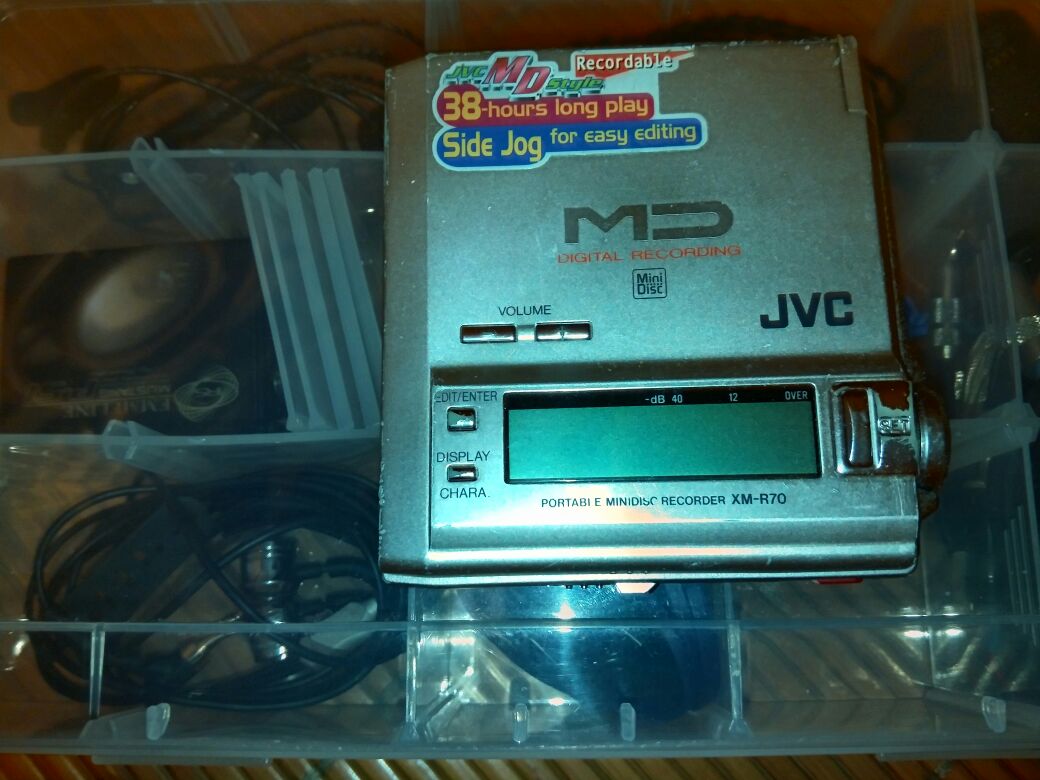 JVC MD Style
Recordable
38-hours long play
Side Jog for easy editing
MD
DIGITAL RECORDING
Mini
Disc
JVC
VOLUME
EDIT/ENTER
-dB 40 12 OVER
SET
DISPLAY
CHARA.
PORTABLE MINIDISC RECORDER XM-R70